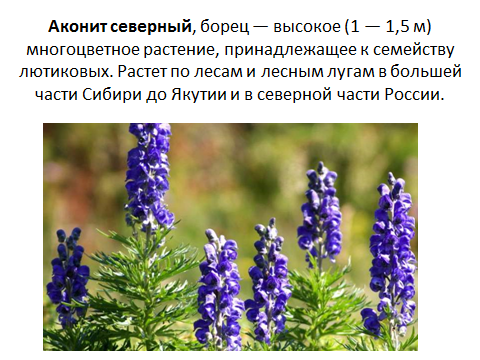 Аконит северный, борец — высокое (1 — 1,5 м)
многоцветное растение, принадлежащее к семейству
лютиковых. Растет по лесам и лесным лугам в большей
части Сибири до Якутии и в северной части России.